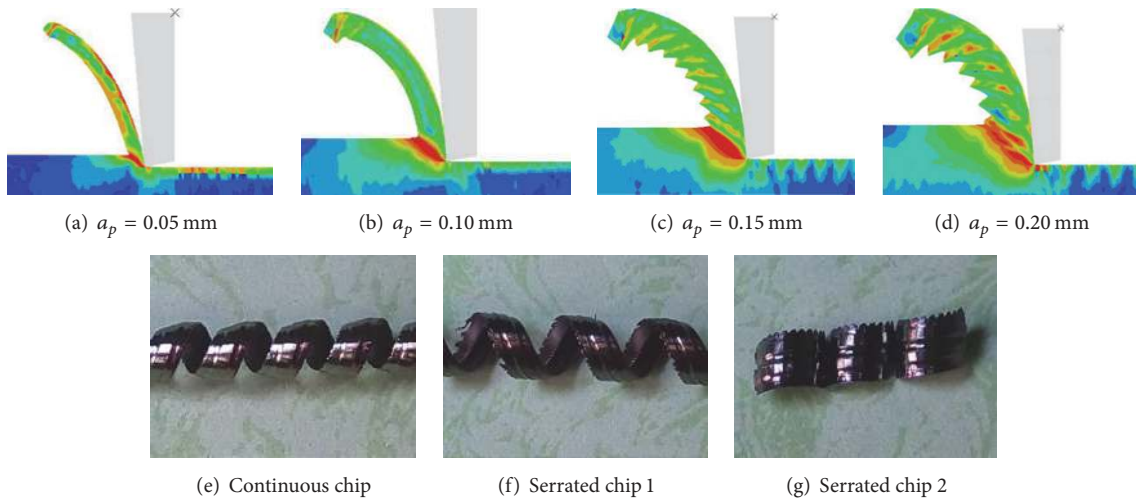 (a) a_p = 0.05 mm
(b) a_p = 0.10 mm
(c) a_p = 0.15 mm
(d) a_p = 0.20 mm
(e) Continuous chip
(f) Serrated chip 1
(g) Serrated chip 2